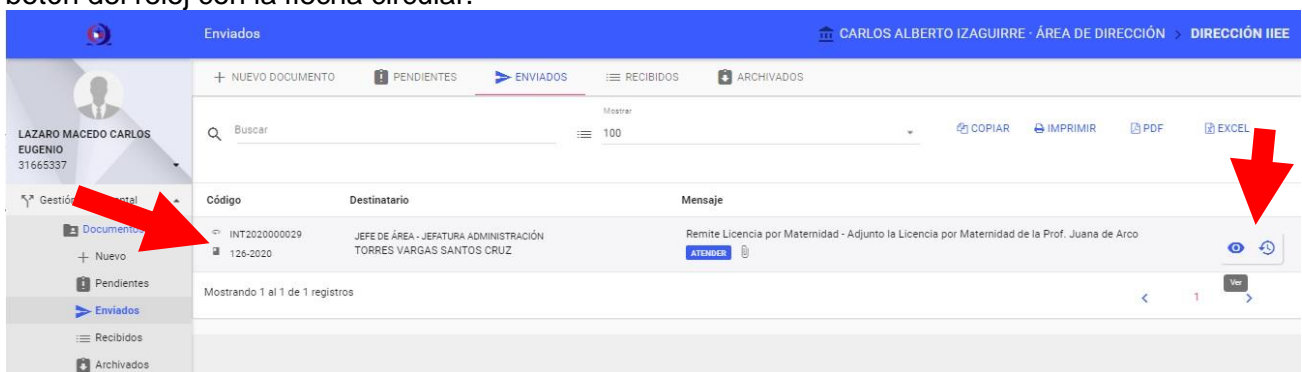 botón del reloj con la flecha circular.
Enviados
CARLOS ALBERTO IZAGUIRRE · ÁREA DE DIRECCIÓN > DIRECCIÓN IIEE
+ NUEVO DOCUMENTO PENDIENTES ENVIADOS RECIBIDOS ARCHIVADOS
LAZARO MACEDO CARLOS
EUGENIO
31665337
Buscar
Mostrar
100
COPIAR IMPRIMIR PDF EXCEL
Código Destinatario Mensaje
INT2020000029
126-2020
JEFE DE ÁREA - JEFATURA ADMINISTRACIÓN
TORRES VARGAS SANTOS CRUZ
Remite Licencia por Maternidad - Adjunto la Licencia por Maternidad de la Prof. Juana de Arco
ATENDER
Ver
Mostrando 1 al 1 de 1 registros
< 1 >
Documentos
+ Nuevo
Pendientes
Enviados
Recibidos
Archivados